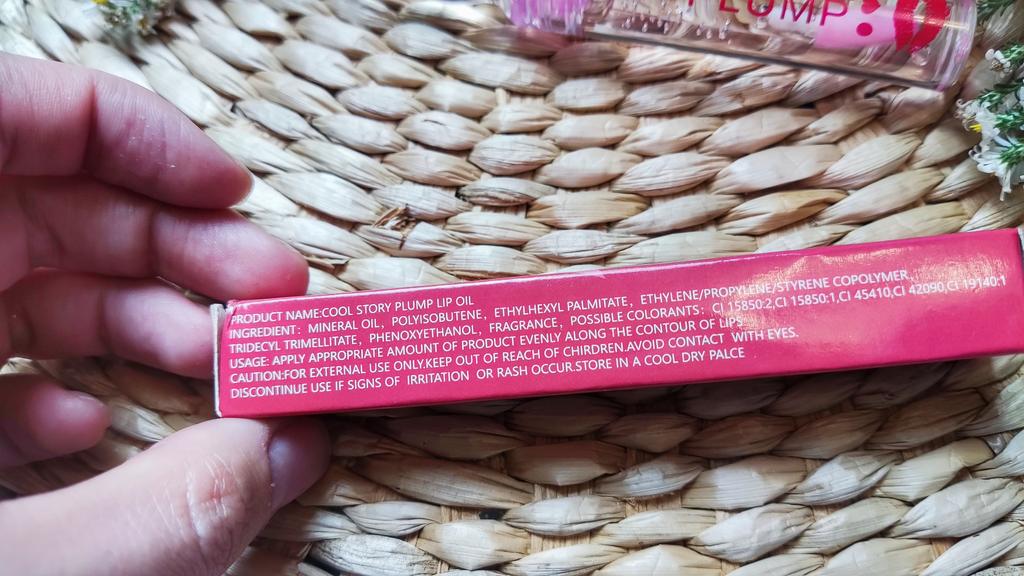 PLUMP
PRODUCT NAME:COOL STORY PLUMP LIP OIL
INGREDIENT: MINERAL OIL, POLYISOBUTENE, ETHYLHEXYL PALMITATE, ETHYLENE/PROPYLENE/STYRENE COPOLYMER,
TRIDECYL TRIMELLITATE, PHENOXYETHANOL, FRAGRANCE, POSSIBLE COLORANTS: CI 15850:2,CI 15850:1,CI 45410,CI 42090,CI 19140:1
USAGE: APPLY APPROPRIATE AMOUNT OF PRODUCT EVENLY ALONG THE CONTOUR OF LIPS
CAUTION:FOR EXTERNAL USE ONLY.KEEP OUT OF REACH OF CHIRDREN.AVOID CONTACT WITH EYES.
DISCONTINUE USE IF SIGNS OF IRRITATION OR RASH OCCUR.STORE IN A COOL DRY PALCE